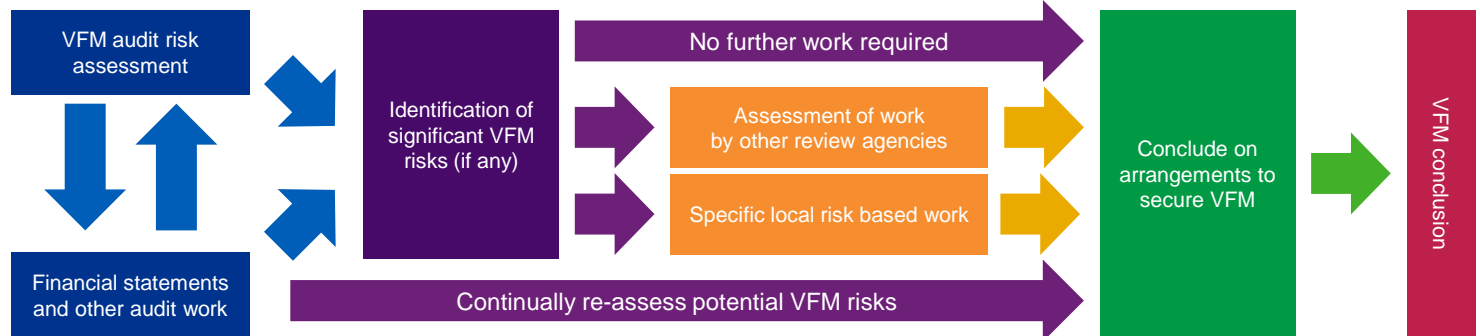 VFM audit risk
assessment
Financial statements
and other audit work
Identification of
significant VFM
risks (if any)
No further work required
Assessment of work
by other review agencies
Specific local risk based work
Continually re-assess potential VFM risks
Conclude on
arrangements to
secure VFM
VFM conclusion